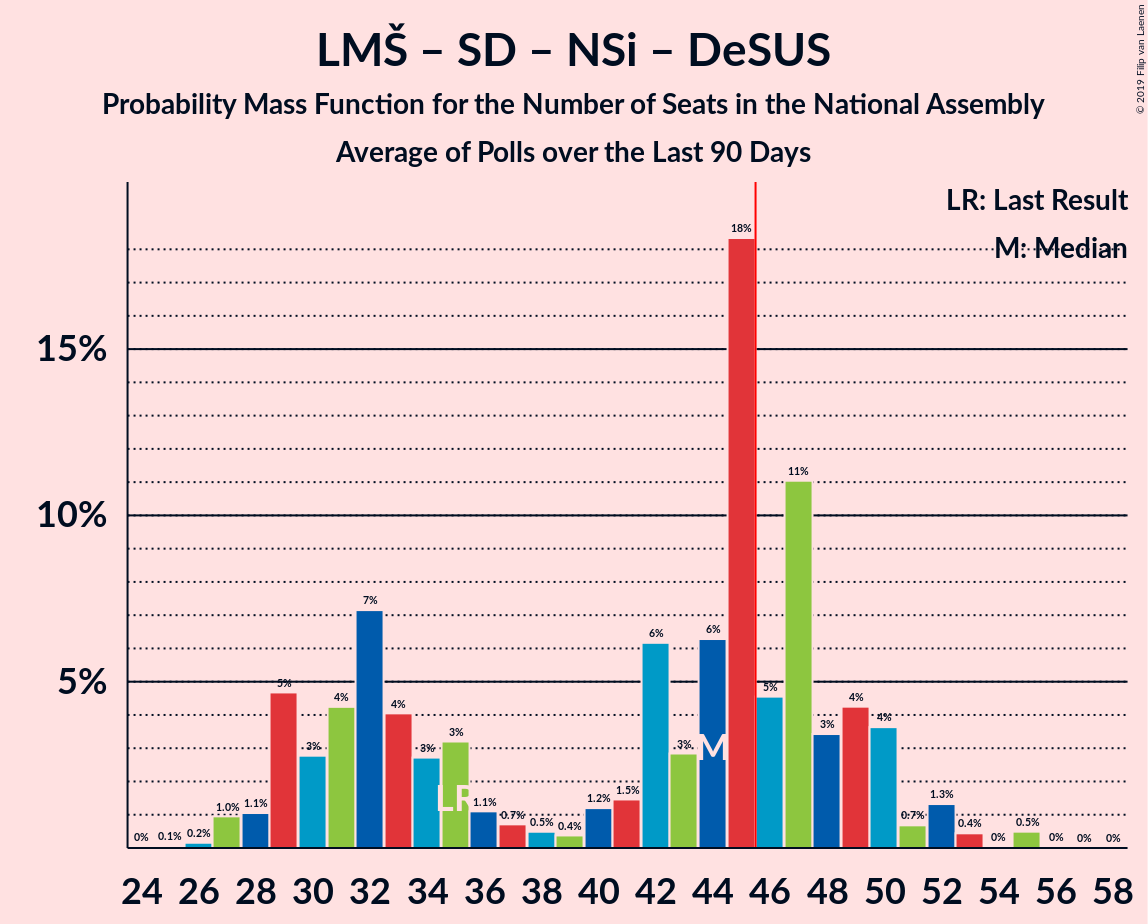 LMŠ – SD – NSi – DeSUS
Probability Mass Function for the Number of Seats in the National Assembly
Average of Polls over the Last 90 Days
© 2019 Filip van Laenen
LR: Last Result
M: Median
15%
10%
5%
0% 0.1% 0.2% 1.0% 1.1% 5% 3% 4% 7% 4% 3% 3% 1.1% 0.7% 0.5% 0.4% 1.2% 1.5% 6% 3% 6% 18% 5% 11% 3% 4% 4% 0.7% 1.3% 0.4% 0% 0.5% 0% 0% 0%
LR
M
24 26 28 30 32 34 36 38 40 42 44 46 48 50 52 54 56 58